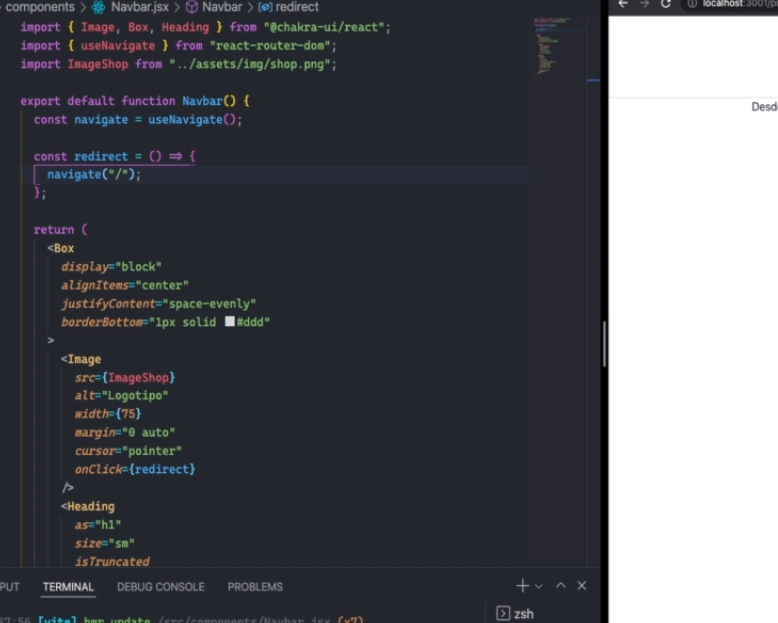 components > Navbar.jsx > Navbar > redirect
import { Image, Box, Heading } from "@chakra-ui/react";
import { useNavigate } from "react-router-dom";
import ImageShop from "../assets/img/shop.png";
export default function Navbar() {
const navigate = useNavigate();
const redirect = () => {
navigate("/");
};
return (
<Box
display="block"
alignItems="center"
justifyContent="space-evenly"
borderBottom="1px solid #ddd"
>
<Image
src={ImageShop}
alt="Logotipo"
width={75}
margin="0 auto"
cursor="pointer"
onClick={redirect}
/>
<Heading
as="h1"
size="sm"
isTruncated
PUT TERMINAL DEBUG CONSOLE PROBLEMS
[vite] hmr update /src/components/Navbar.jsx (x7)
zsh
localhost:3001/p
Desd